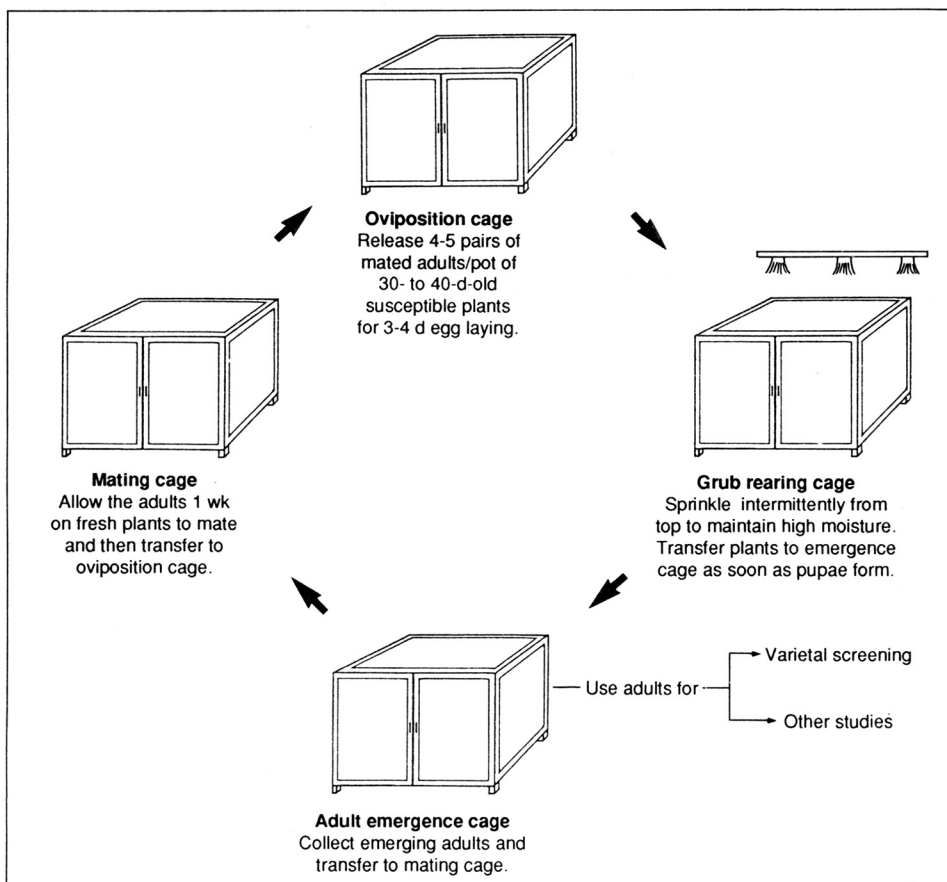 Oviposition cage
Release 4-5 pairs of
mated adults/pot of
30- to 40-d-old
susceptible plants
for 3-4 d egg laying.
Mating cage
Allow the adults 1 wk
on fresh plants to mate
and then transfer to
oviposition cage.
Grub rearing cage
Sprinkle intermittently from
top to maintain high moisture.
Transfer plants to emergence
cage as soon as pupae form.
Use adults for
Varietal screening
Other studies
Adult emergence cage
Collect emerging adults and
transfer to mating cage.